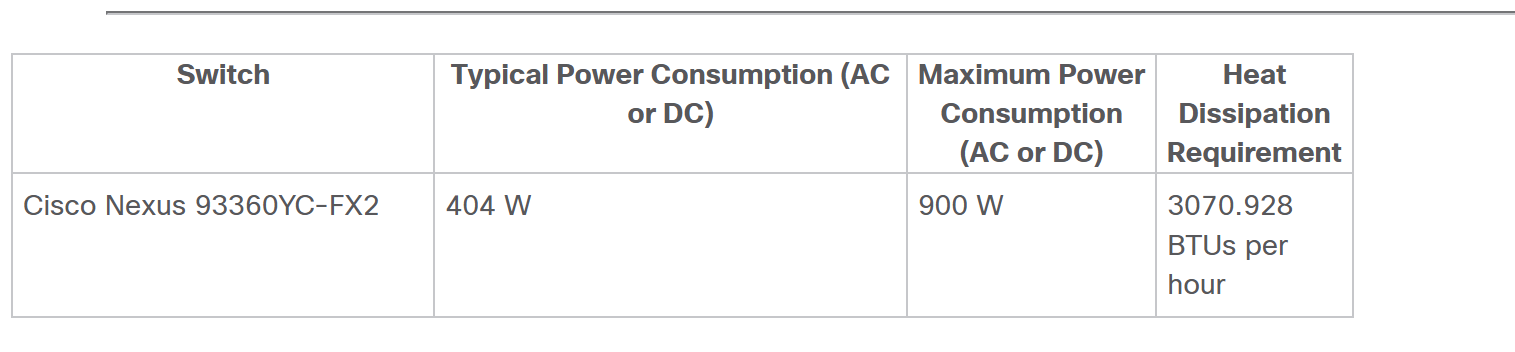 Switch
Typical Power Consumption (AC
or DC)
Maximum Power
Consumption
(AC or DC)
Heat
Dissipation
Requirement
Cisco Nexus 93360YC-FX2
404 W
900 W
3070.928
BTUs per
hour